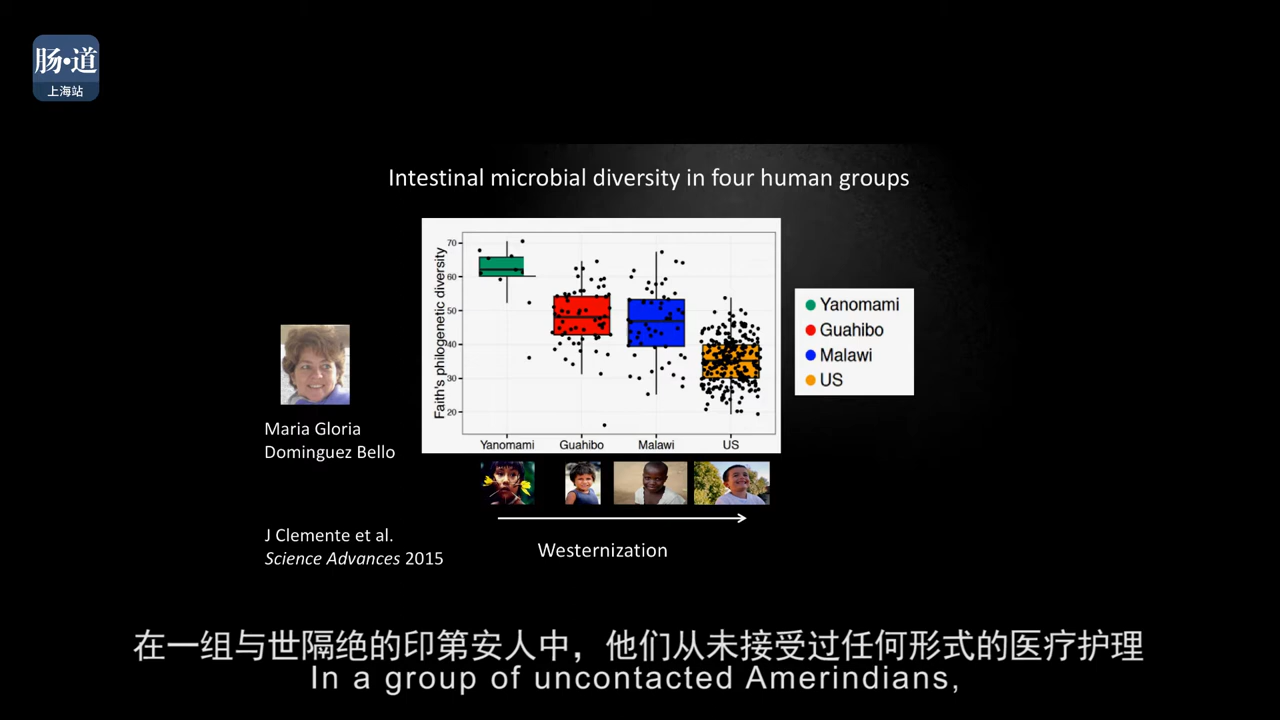 肠·道
上海站
Intestinal microbial diversity in four human groups
Faith's philogenetic diversity
70
60
50
40
30
20
Yanomami
Guahibo
Malawi
US
Yanomami Guahibo Malawi US
Maria Gloria
Dominguez Bello
J Clemente et al.
Science Advances 2015
Westernization
在一组与世隔绝的印第安人中，他们从未接受过任何形式的医疗护理
In a group of uncontacted Amerindians,